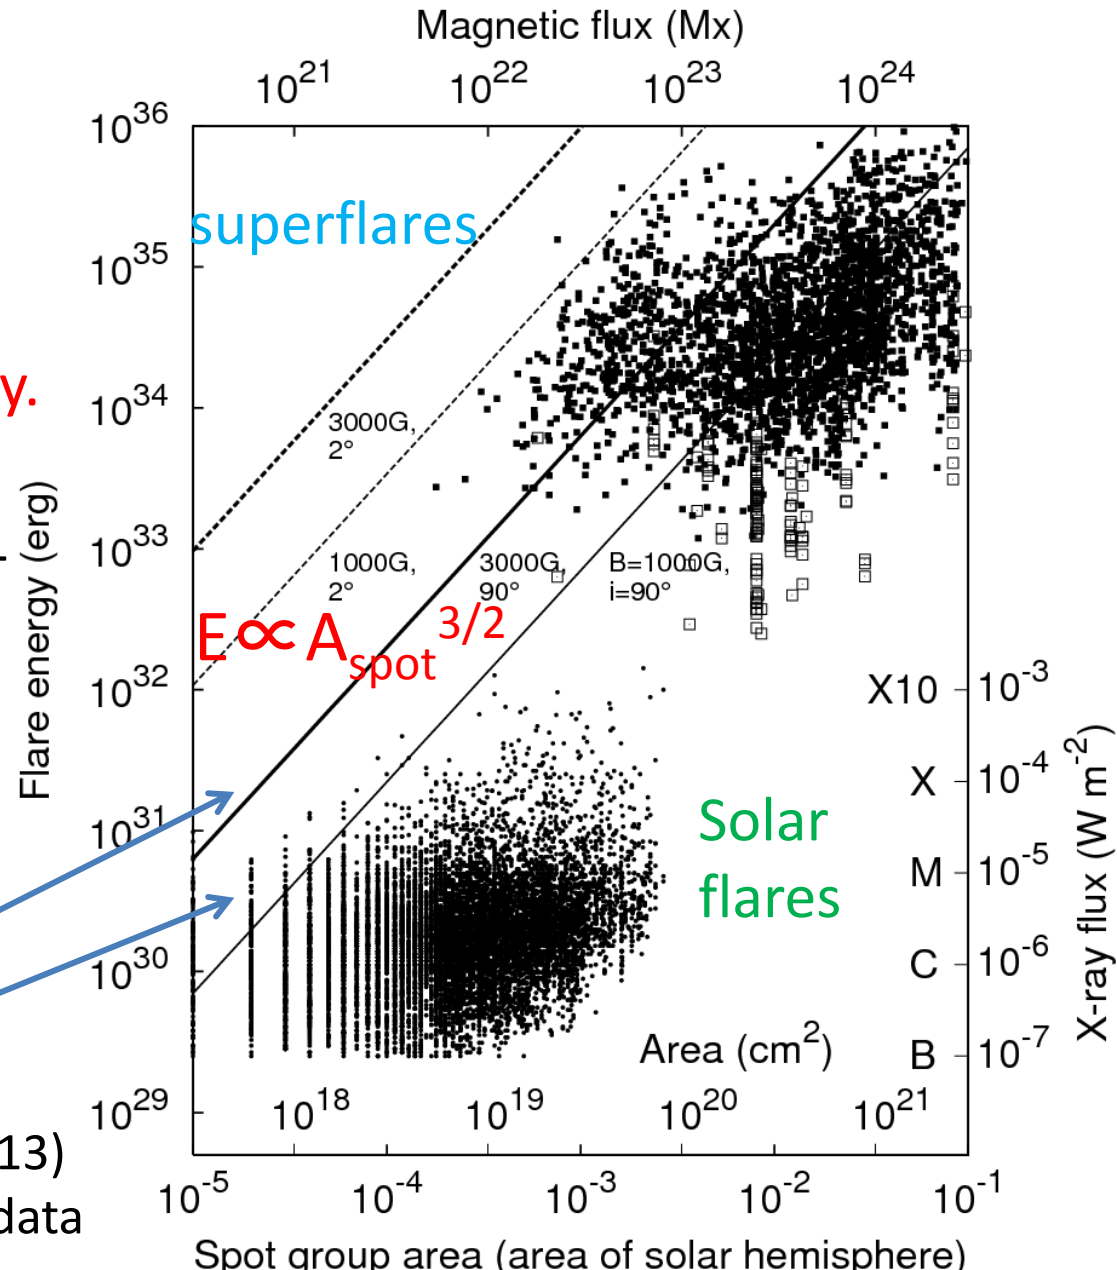 Magnetic flux (Mx)
10^21 10^22 10^23 10^24
10^36
10^35
10^34
10^33
10^32
10^31
10^30
10^29
Flare energy (erg)
superflares
y.
3000G,
2°
1000G,
2°
3000G,
90°
B=1000G,
i=90°
E∝A_spot^3/2
X10 10^-3
X 10^-4
M 10^-5
C 10^-6
B 10^-7
X-ray flux (W m^-2)
Solar
flares
Area (cm^2)
10^18 10^19 10^20 10^21
13)
data
10^-5 10^-4 10^-3 10^-2 10^-1
Spot group area (area of solar hemisphere)